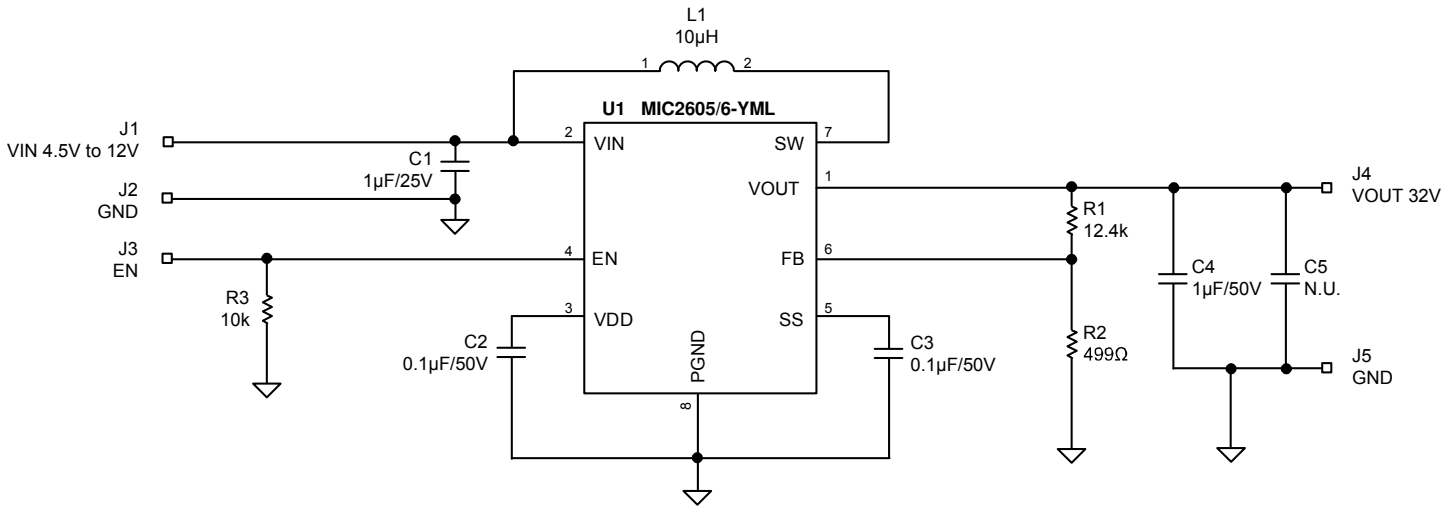 L1
10µH
1
2
U1 MIC2605/6-YML
J1
VIN 4.5V to 12V
2
VIN
SW
7
C1
1µF/25V
J2
GND
VOUT
1
J4
VOUT 32V
R1
12.4k
J3
EN
4
EN
FB
6
C4
1µF/50V
C5
N.U.
R3
10k
3
VDD
SS
5
C2
0.1µF/50V
PGND
8
C3
0.1µF/50V
R2
499Ω
J5
GND